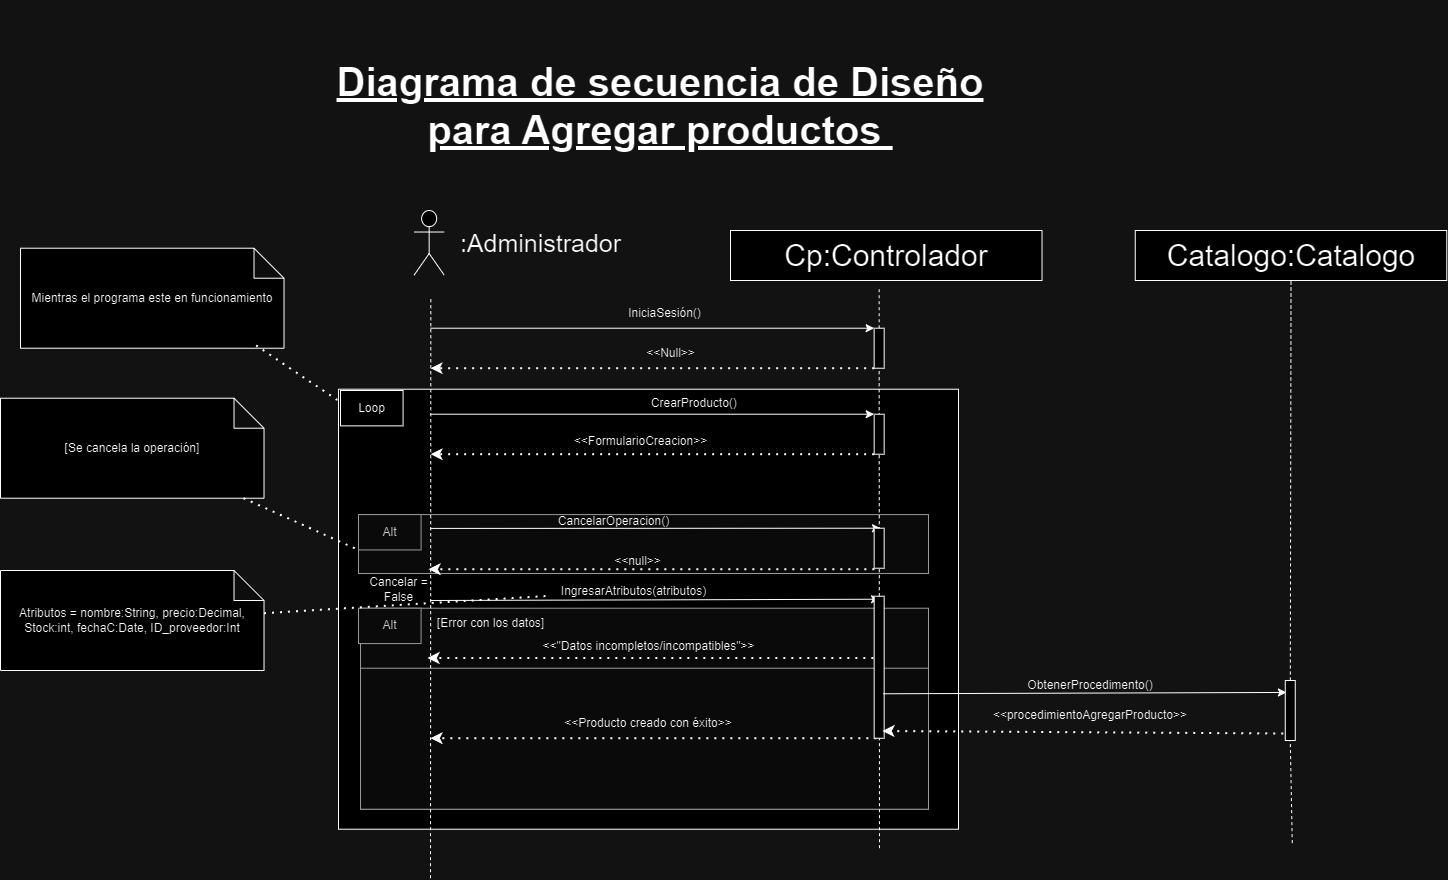 Diagrama de secuencia de Diseño
para Agregar productos
:Administrador
Cp:Controlador
Catalogo:Catalogo
Mientras el programa este en funcionamiento
IniciaSesión()
<<Null>>
Loop
CrearProducto()
<<FormularioCreacion>>
[Se cancela la operación]
Alt
CancelarOperacion()
<<null>>
Cancelar =
False
IngresarAtributos(atributos)
Atributos = nombre:String, precio:Decimal,
Stock:int, fechaC:Date, ID_proveedor:Int
Alt
[Error con los datos]
<<"Datos incompletos/incompatibles">>
ObtenerProcedimento()
<<procedimientoAgregarProducto>>
<<Producto creado con éxito>>